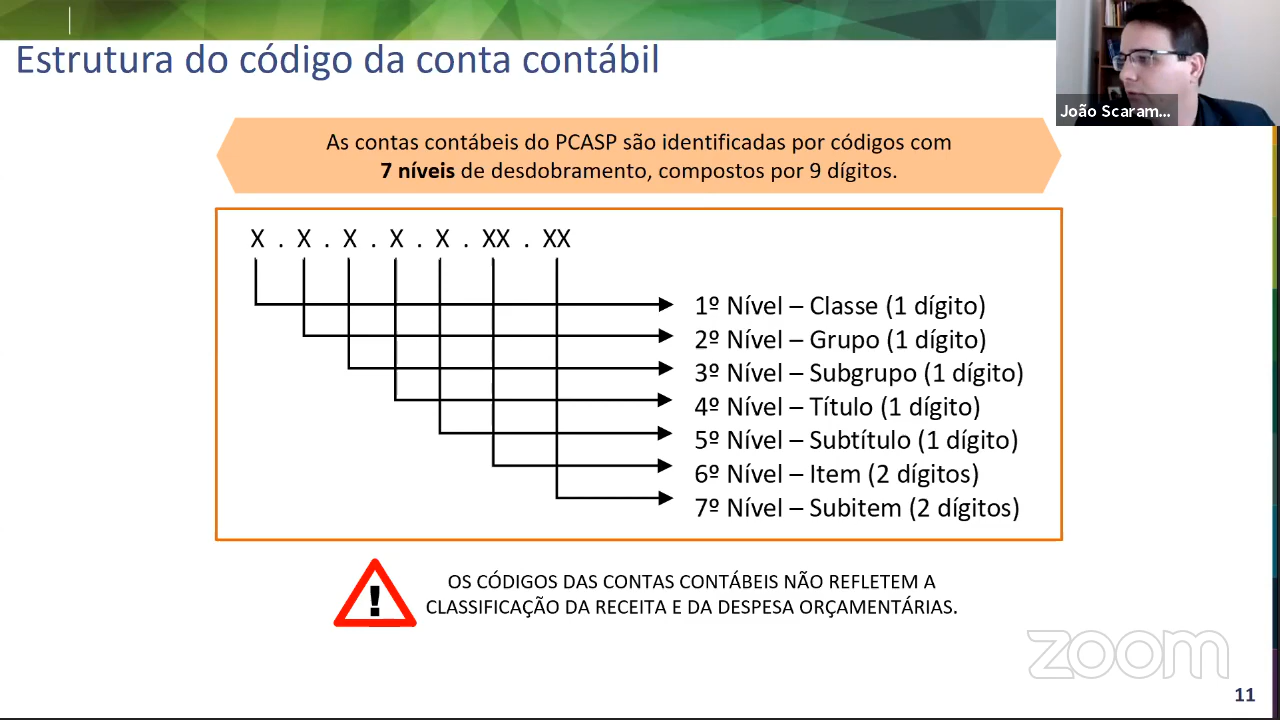 Estrutura do código da conta contábil
João Scaram...
As contas contábeis do PCASP são identificadas por códigos com
7 níveis de desdobramento, compostos por 9 dígitos.
X . X . X . X . X . XX . XX
1º Nível – Classe (1 dígito)
2º Nível – Grupo (1 dígito)
3º Nível – Subgrupo (1 dígito)
4º Nível – Título (1 dígito)
5º Nível – Subtítulo (1 dígito)
6º Nível – Item (2 dígitos)
7º Nível – Subitem (2 dígitos)
!
OS CÓDIGOS DAS CONTAS CONTÁBEIS NÃO REFLETEM A
CLASSIFICAÇÃO DA RECEITA E DA DESPESA ORÇAMENTÁRIAS.
zoom
11